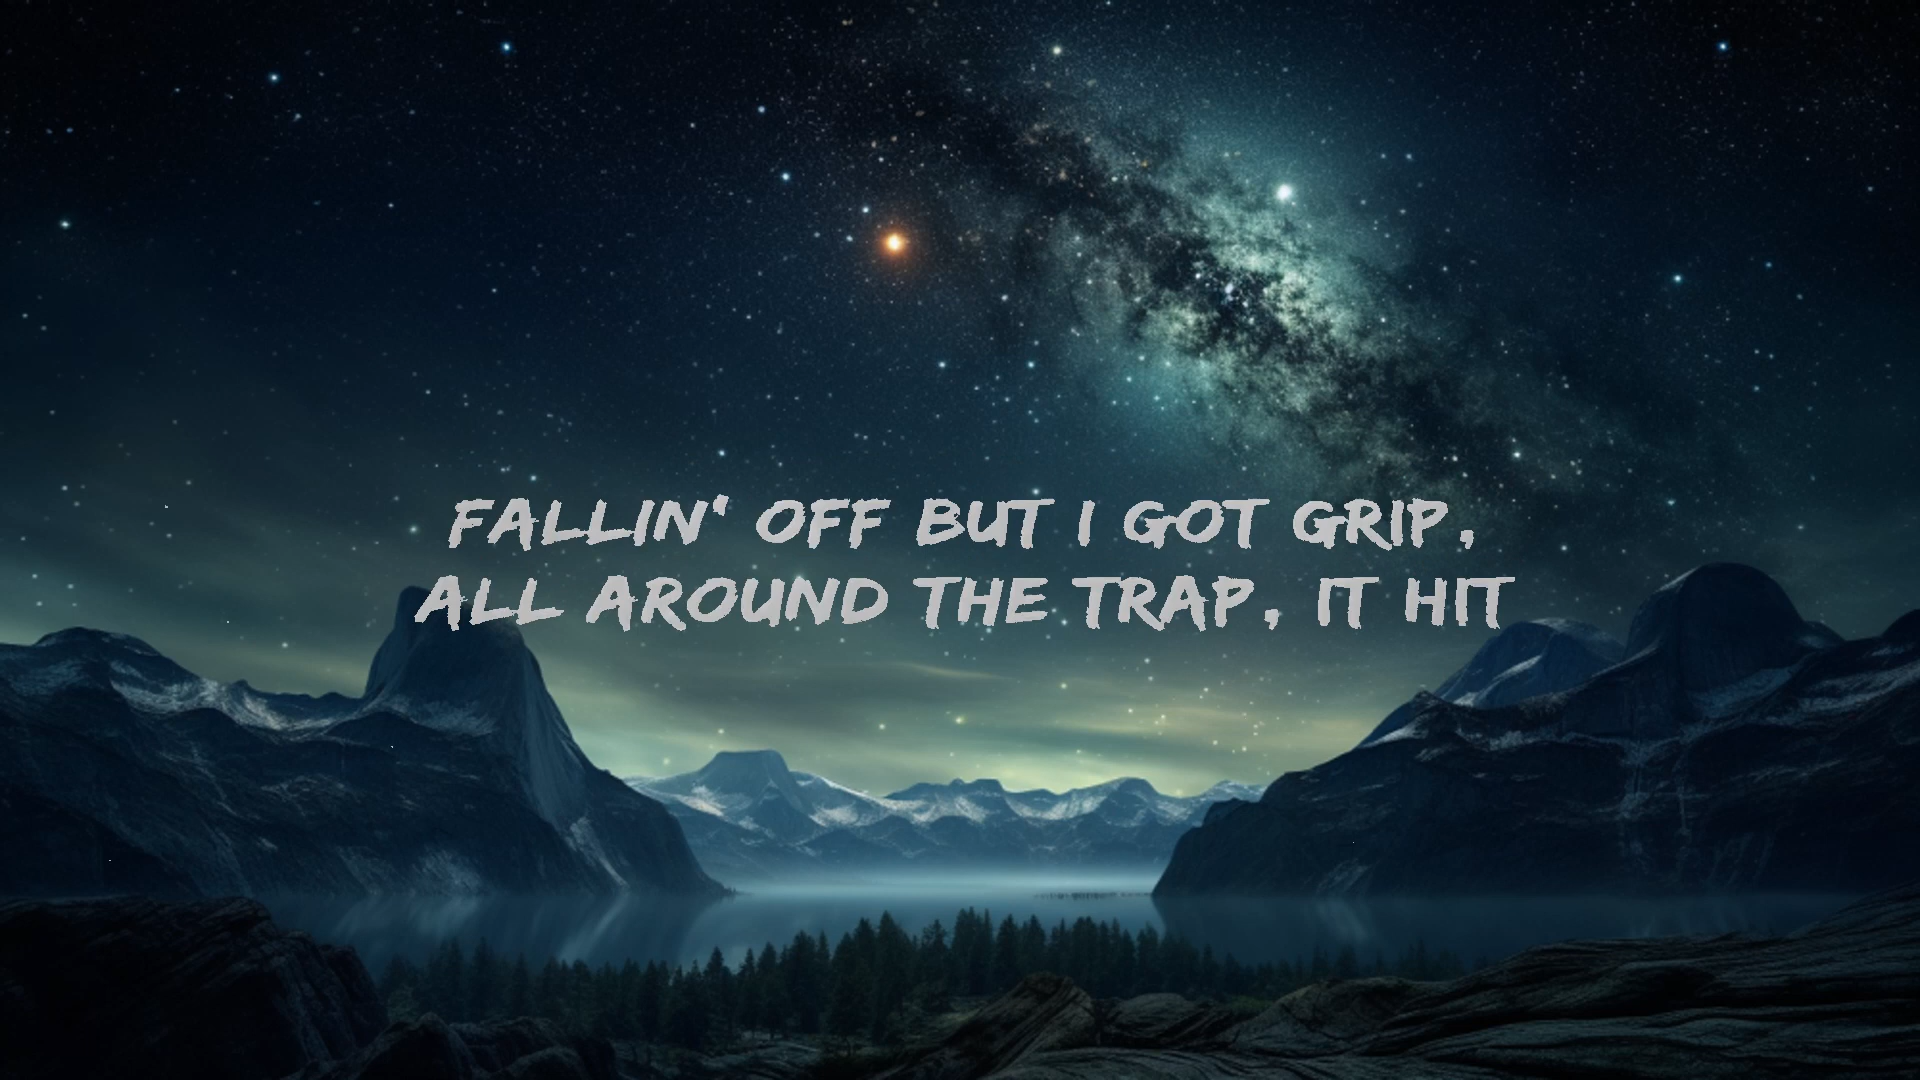 FALLIN' OFF BUT I GOT GRIP,
ALL AROUND THE TRAP, IT HIT